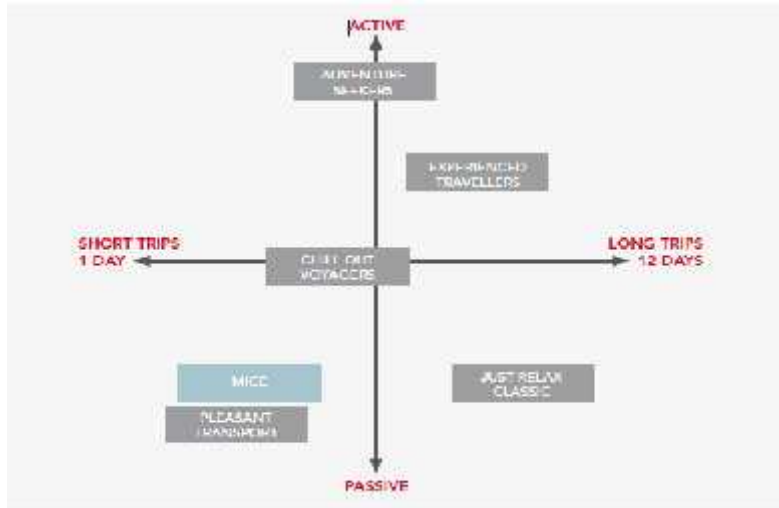 ACTIVE
ADVENTURE
SEEKERS
EXPERIENCED
TRAVELLERS
SHORT TRIPS
1 DAY
LONG TRIPS
12 DAYS
CHILL OUT
VOYAGERS
MICE
JUST RELAX
CLASSIC
PLEASANT
TRANSPORT
PASSIVE